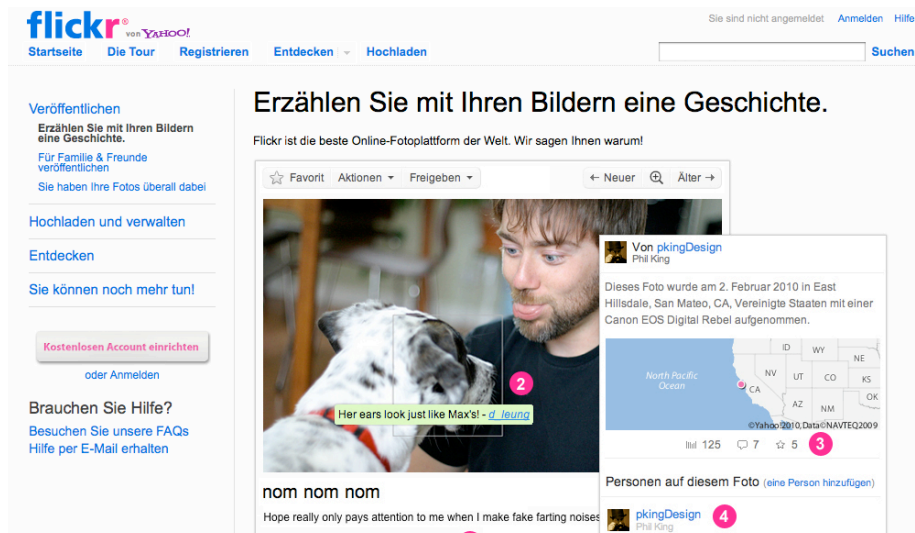 flickr® von YAHOO!
Sie sind nicht angemeldet Anmelden Hilfe
Startseite Die Tour Registrieren Entdecken Hochladen Suchen
Veröffentlichen
Erzählen Sie mit Ihren Bildern
eine Geschichte.
Für Familie & Freunde
veröffentlichen
Sie haben Ihre Fotos überall dabei
Hochladen und verwalten
Entdecken
Sie können noch mehr tun!
Kostenlosen Account einrichten
oder Anmelden
Brauchen Sie Hilfe?
Besuchen Sie unsere FAQs
Hilfe per E-Mail erhalten
Erzählen Sie mit Ihren Bildern eine Geschichte.
Flickr ist die beste Online-Fotoplattform der Welt. Wir sagen Ihnen warum!
Favorit Aktionen Freigeben ← Neuer Älter →
2
Her ears look just like Max's! - d_leung
nom nom nom
Hope really only pays attention to me when I make fake farting noises
Von pkingDesign
Phil King
Dieses Foto wurde am 2. Februar 2010 in East
Hillsdale, San Mateo, CA, Vereinigte Staaten mit einer
Canon EOS Digital Rebel aufgenommen.
ID WY
NE
North Pacific
Ocean
NV UT CO KS
CA
OK
AZ NM
©Yahoo!2010,Data©NAVTEQ2009
125 7 5 3
Personen auf diesem Foto (eine Person hinzufügen)
pkingDesign 4
Phil King